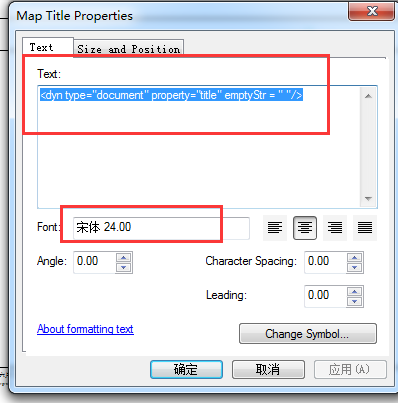 Map Title Properties
Text
Size and Position
Text:
<dyn type="document" property="title" emptyStr = " "/>
Font:
宋体 24.00
Angle:
0.00
Character Spacing:
0.00
Leading:
0.00
About formatting text
Change Symbol...
确定
取消
应用(A)